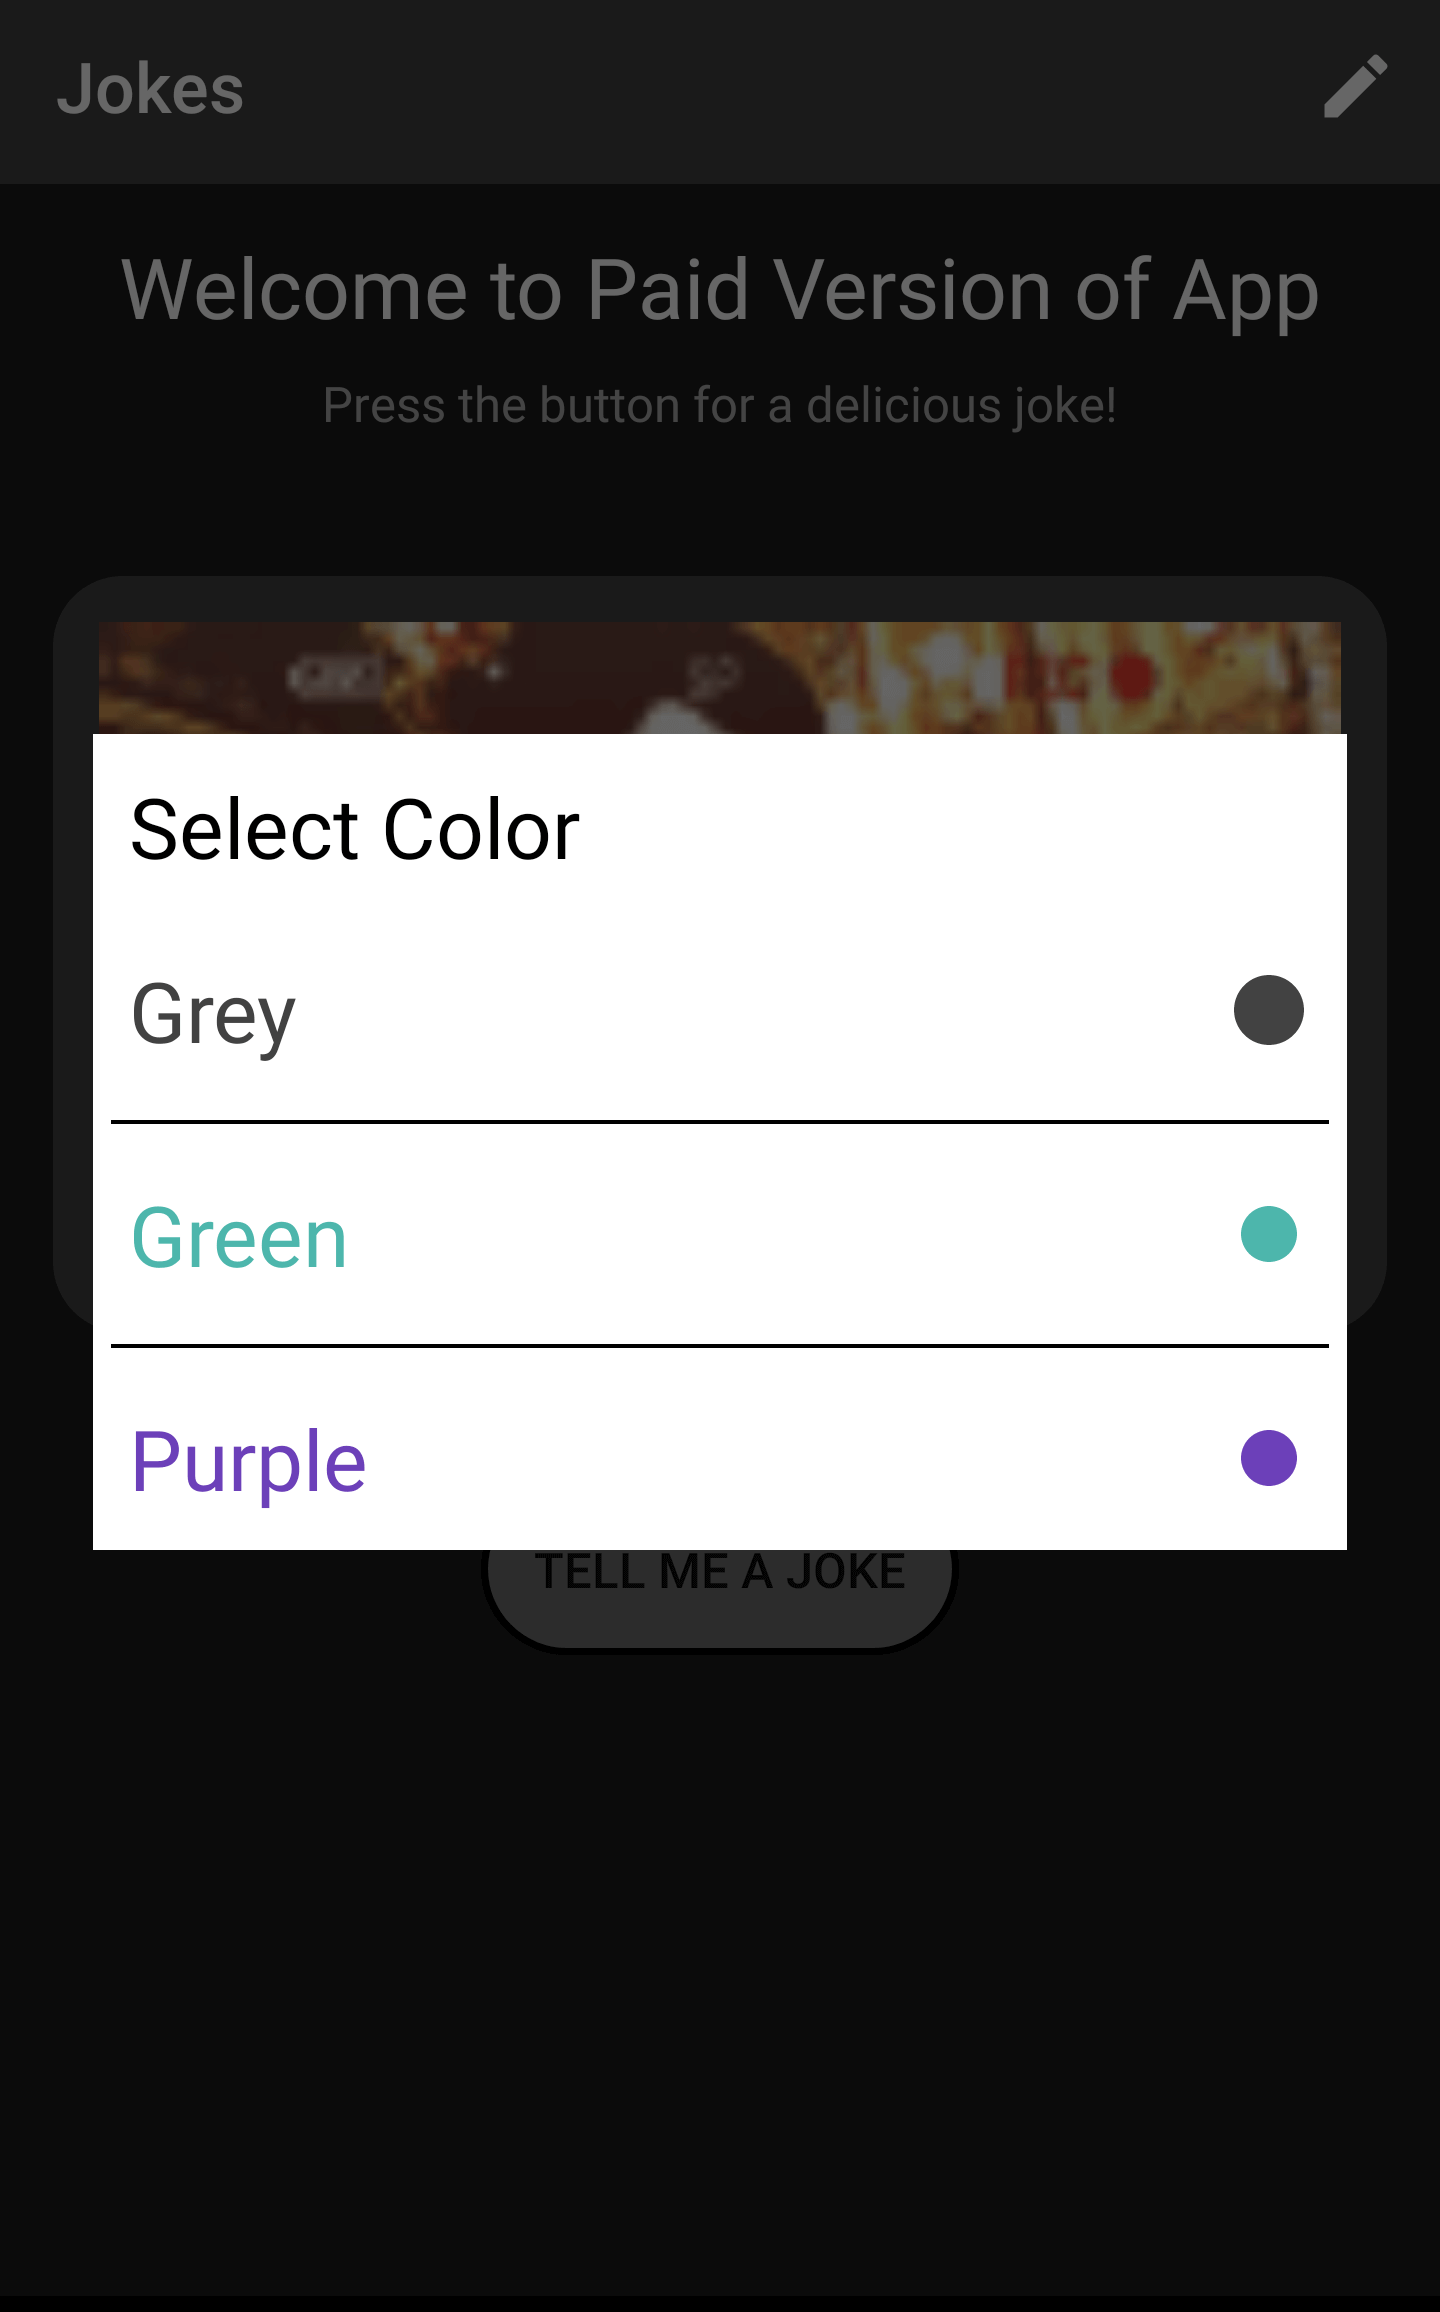 Jokes
Welcome to Paid Version of App
Press the button for a delicious joke!
Select Color
Grey
Green
Purple
TELL ME A JOKE